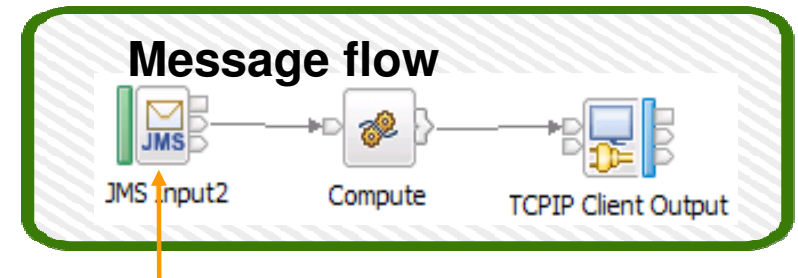 Message flow
JMS
JMS Input2
Compute
TCPIP Client Output